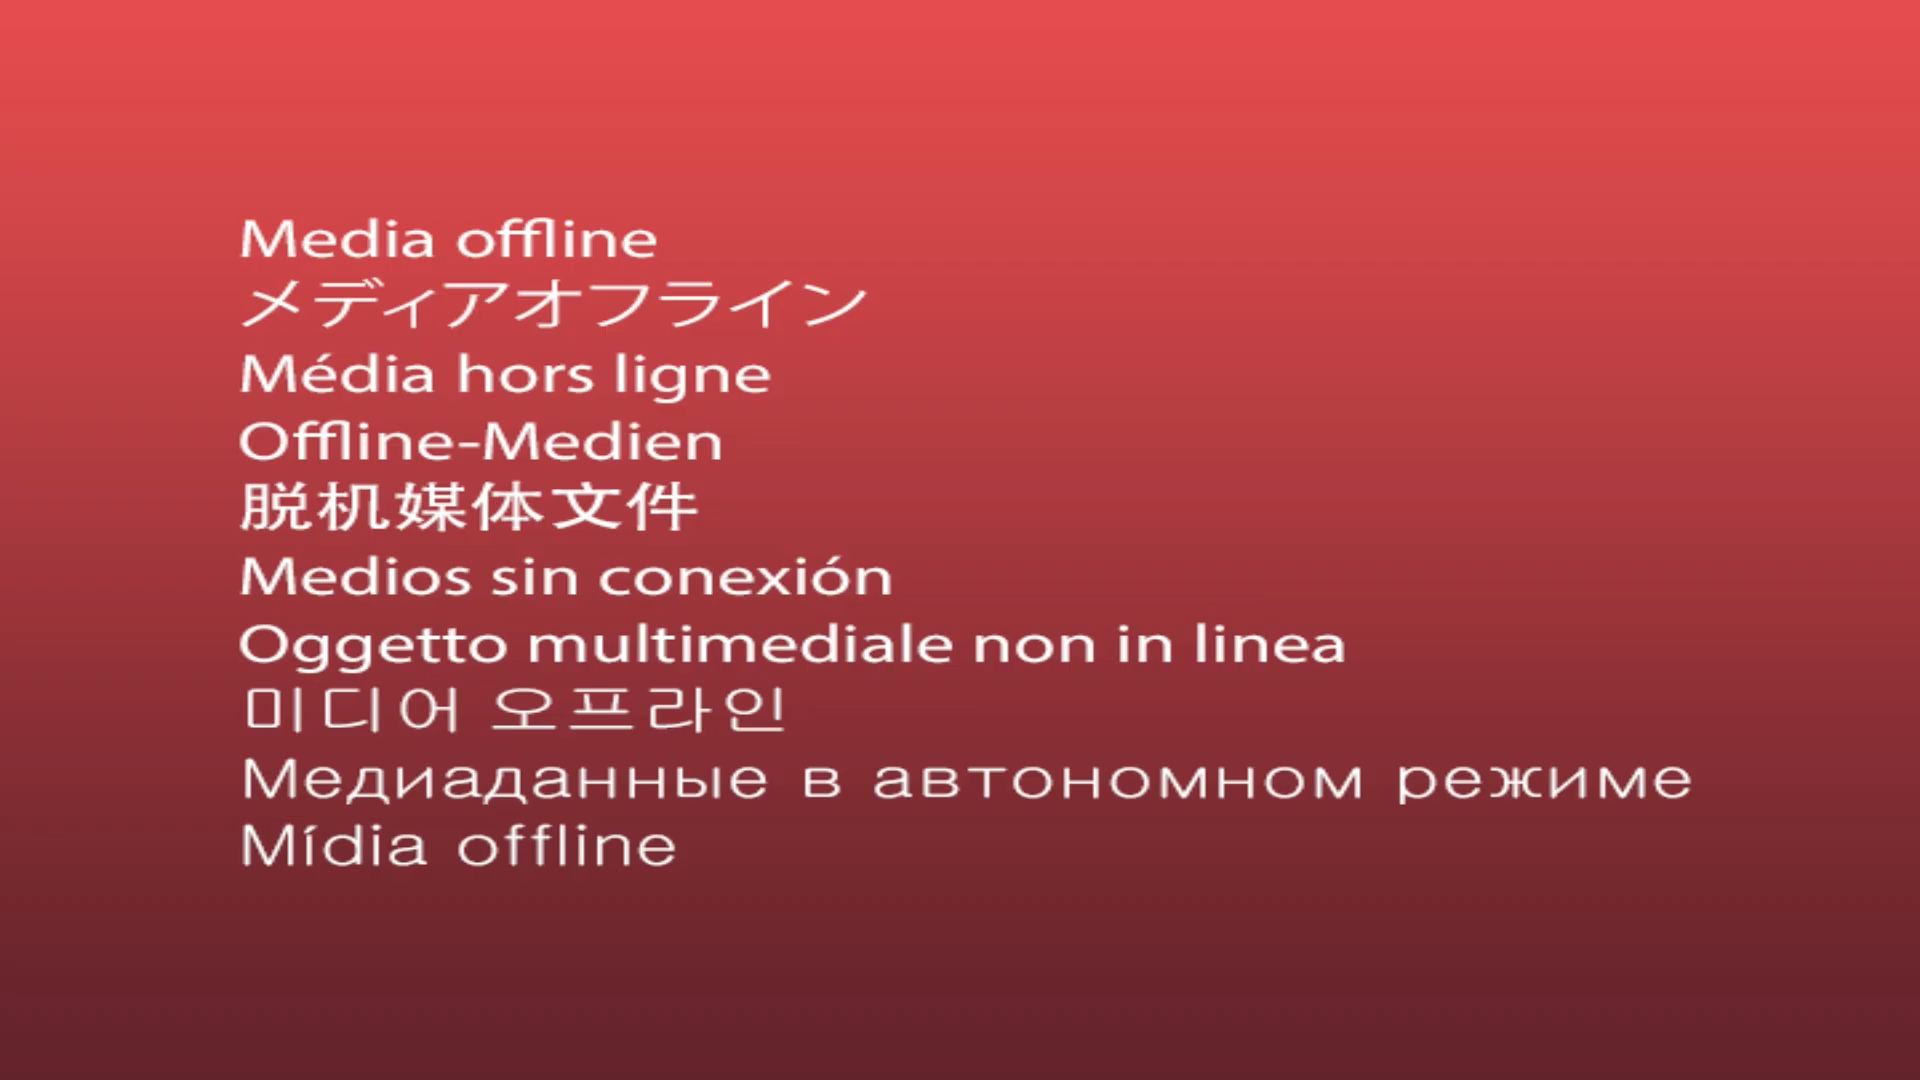 Media offline
メディアオフライン
Média hors ligne
Offline-Medien
脱机媒体文件
Medios sin conexión
Oggetto multimediale non in linea
미디어 오프라인
Медиаданные в автономном режиме
Mídia offline